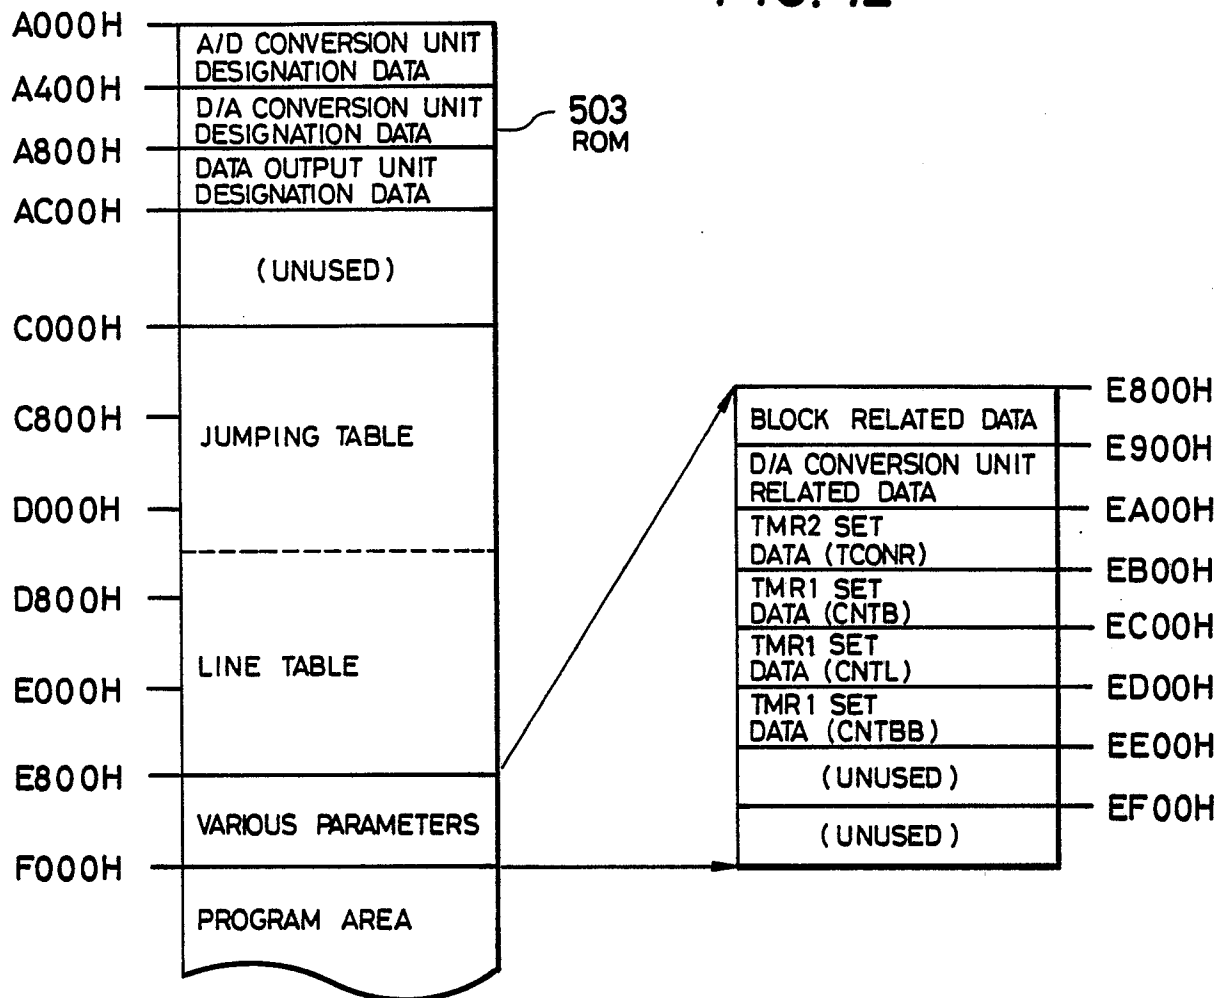 A000H
A/D CONVERSION UNIT
DESIGNATION DATA
A400H
D/A CONVERSION UNIT
DESIGNATION DATA
503
ROM
A800H
DATA OUTPUT UNIT
DESIGNATION DATA
AC00H
(UNUSED)
C000H
C800H
JUMPING TABLE
D000H
D800H
LINE TABLE
E000H
E800H
VARIOUS PARAMETERS
F000H
PROGRAM AREA
E800H
BLOCK RELATED DATA
E900H
D/A CONVERSION UNIT
RELATED DATA
EA00H
TMR2 SET
DATA (TCONR)
EB00H
TMR1 SET
DATA (CNTB)
EC00H
TMR1 SET
DATA (CNTL)
ED00H
TMR1 SET
DATA (CNTBB)
EE00H
(UNUSED)
EF00H
(UNUSED)